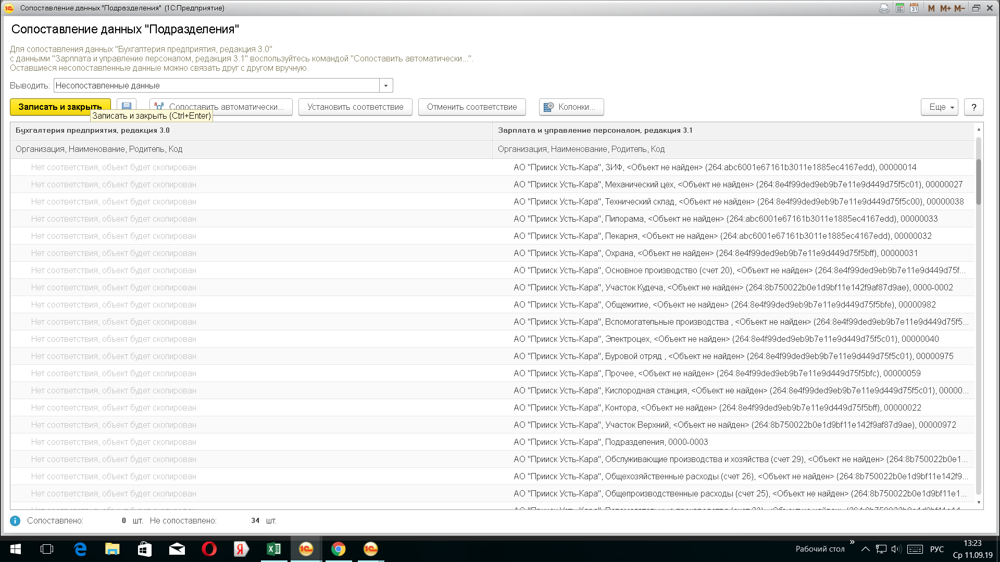 Сопоставление данных "Подразделения" (1С:Предприятие)
M M+ M-
Сопоставление данных "Подразделения"
Для сопоставления данных "Бухгалтерия предприятия, редакция 3.0"
с данными "Зарплата и управление персоналом, редакция 3.1" воспользуйтесь командой "Сопоставить автоматически...".
Оставшиеся несопоставленные данные можно связать друг с другом вручную.
Выводить: Несопоставленные данные
Записать и закрыть Сопоставить автоматически... Установить соответствие Отменить соответствие Колонки... Еще ?
Записать и закрыть (Ctrl+Enter)
Бухгалтерия предприятия, редакция 3.0 Зарплата и управление персоналом, редакция 3.1
Организация, Наименование, Родитель, Код Организация, Наименование, Родитель, Код
Нет соответствия, объект будет скопирован АО "Прииск Усть-Кара", ЗИФ, <Объект не найден> (264:abc6001e67161b3011e1885ec4167edd), 00000014
Нет соответствия, объект будет скопирован АО "Прииск Усть-Кара", Механический цех, <Объект не найден> (264:8e4f99ded9eb9b7e11e9d449d75f5c01), 00000027
Нет соответствия, объект будет скопирован АО "Прииск Усть-Кара", Технический склад, <Объект не найден> (264:8e4f99ded9eb9b7e11e9d449d75f5c00), 00000038
Нет соответствия, объект будет скопирован АО "Прииск Усть-Кара", Пилорама, <Объект не найден> (264:abc6001e67161b3011e1885ec4167edd), 00000033
Нет соответствия, объект будет скопирован АО "Прииск Усть-Кара", Пекарня, <Объект не найден> (264:abc6001e67161b3011e1885ec4167edd), 00000032
Нет соответствия, объект будет скопирован АО "Прииск Усть-Кара", Охрана, <Объект не найден> (264:8e4f99ded9eb9b7e11e9d449d75f5bff), 00000031
Нет соответствия, объект будет скопирован АО "Прииск Усть-Кара", Основное производство (счет 20), <Объект не найден> (264:8e4f99ded9eb9b7e11e9d449d75f...
Нет соответствия, объект будет скопирован АО "Прииск Усть-Кара", Участок Кудеча, <Объект не найден> (264:8b750022b0e1d9bf11e142f9af87d9ae), 0000-0002
Нет соответствия, объект будет скопирован АО "Прииск Усть-Кара", Общежитие, <Объект не найден> (264:8e4f99ded9eb9b7e11e9d449d75f5bfe), 00000982
Нет соответствия, объект будет скопирован АО "Прииск Усть-Кара", Вспомогательные производства , <Объект не найден> (264:8e4f99ded9eb9b7e11e9d449d75f5...
Нет соответствия, объект будет скопирован АО "Прииск Усть-Кара", Электроцех, <Объект не найден> (264:8e4f99ded9eb9b7e11e9d449d75f5c01), 00000040
Нет соответствия, объект будет скопирован АО "Прииск Усть-Кара", Буровой отряд , <Объект не найден> (264:8e4f99ded9eb9b7e11e9d449d75f5c01), 00000975
Нет соответствия, объект будет скопирован АО "Прииск Усть-Кара", Прочее, <Объект не найден> (264:8e4f99ded9eb9b7e11e9d449d75f5bfc), 00000059
Нет соответствия, объект будет скопирован АО "Прииск Усть-Кара", Кислородная станция, <Объект не найден> (264:8e4f99ded9eb9b7e11e9d449d75f5c01), 00000...
Нет соответствия, объект будет скопирован АО "Прииск Усть-Кара", Контора, <Объект не найден> (264:8e4f99ded9eb9b7e11e9d449d75f5bff), 00000022
Нет соответствия, объект будет скопирован АО "Прииск Усть-Кара", Участок Верхний, <Объект не найден> (264:8b750022b0e1d9bf11e142f9af87d9ae), 00000972
Нет соответствия, объект будет скопирован АО "Прииск Усть-Кара", Подразделения, 0000-0003
Нет соответствия, объект будет скопирован АО "Прииск Усть-Кара", Обслуживающие производства и хозяйства (счет 29), <Объект не найден> (264:8b750022b0e1...
Нет соответствия, объект будет скопирован АО "Прииск Усть-Кара", Общехозяйственные расходы (счет 26), <Объект не найден> (264:8b750022b0e1d9bf11e142f9...
Нет соответствия, объект будет скопирован АО "Прииск Усть-Кара", Общепроизводственные расходы (счет 25), <Объект не найден> (264:8b750022b0e1d9bf11e1...
Сопоставлено: 0 шт. Не сопоставлено: 34 шт.
Рабочий стол » РУС 13:23
Ср 11.09.19